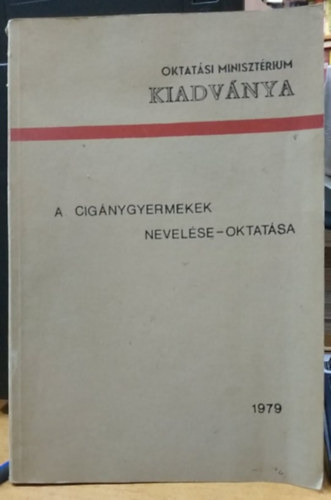 OKTATÁSI MINISZTÉRIUM
KIADVÁNYA
A CIGÁNYGYERMEKEK
NEVELÉSE-OKTATÁSA
1979